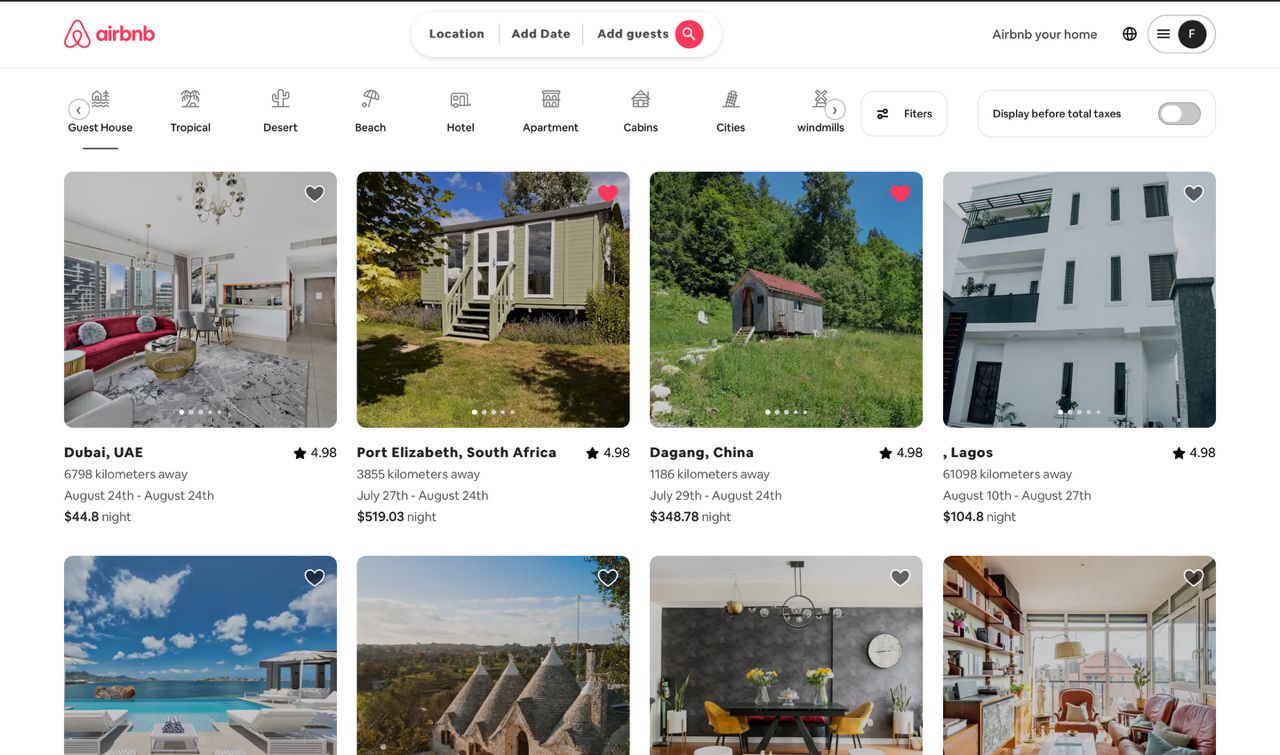 airbnb
Location
Add Date
Add guests
Airbnb your home
F
Guest House
Tropical
Desert
Beach
Hotel
Apartment
Cabins
Cities
windmills
Fiters
Display before total taxes
Dubai, UAE
4.98
6798 kilometers away
August 24th - August 24th
$44.8 night
Port Elizabeth, South Africa
4.98
3855 kilometers away
July 27th - August 24th
$519.03 night
Dagang, China
4.98
1186 kilometers away
July 29th - August 24th
$348.78 night
, Lagos
4.98
61098 kilometers away
August 10th - August 27th
$104.8 night